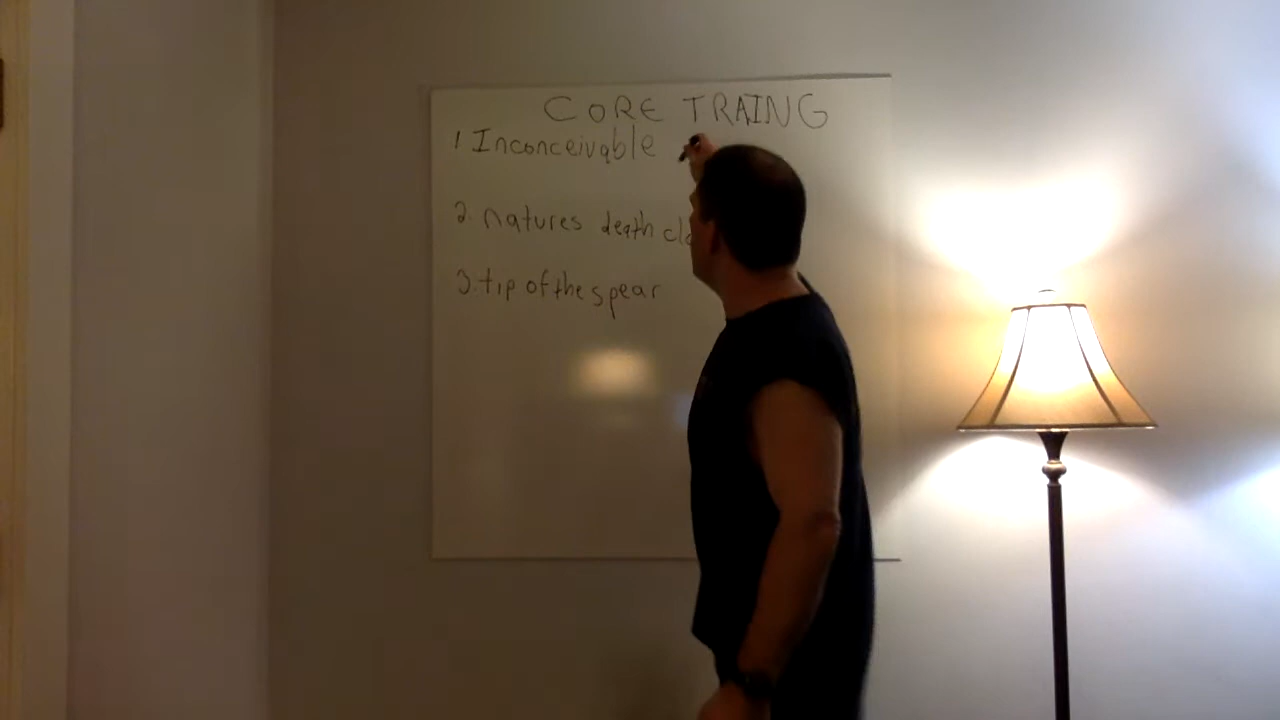 CORE TRAING
1 Inconceivable
2. natures death
3. tip of the spear